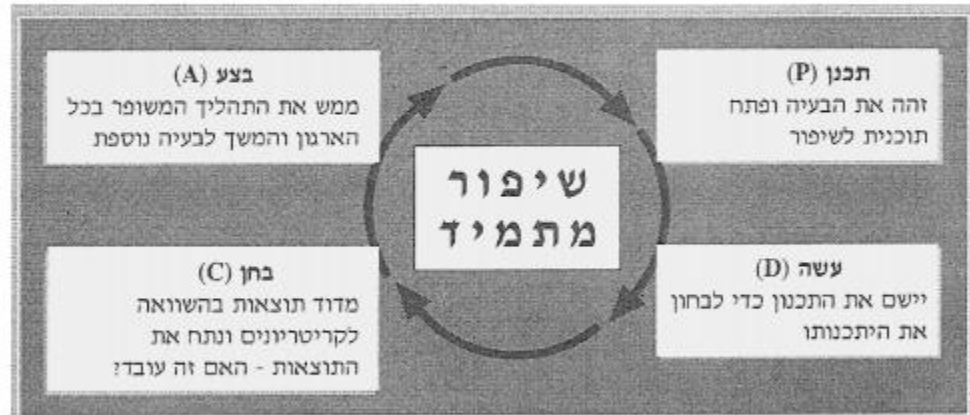 תכנן (P)
זהה את הבעיה ופתח
תוכנית לשיפור
עשה (D)
יישם את התכנון כדי לבחון
את היתכנותו
בחן (C)
מדוד תוצאות בהשוואה
לקריטריונים ונתח את
התוצאות - האם זה עובד?
בצע (A)
ממש את התהליך המשופר בכל
הארגון והמשך לבעיה נוספת
שיפור
מתמיד